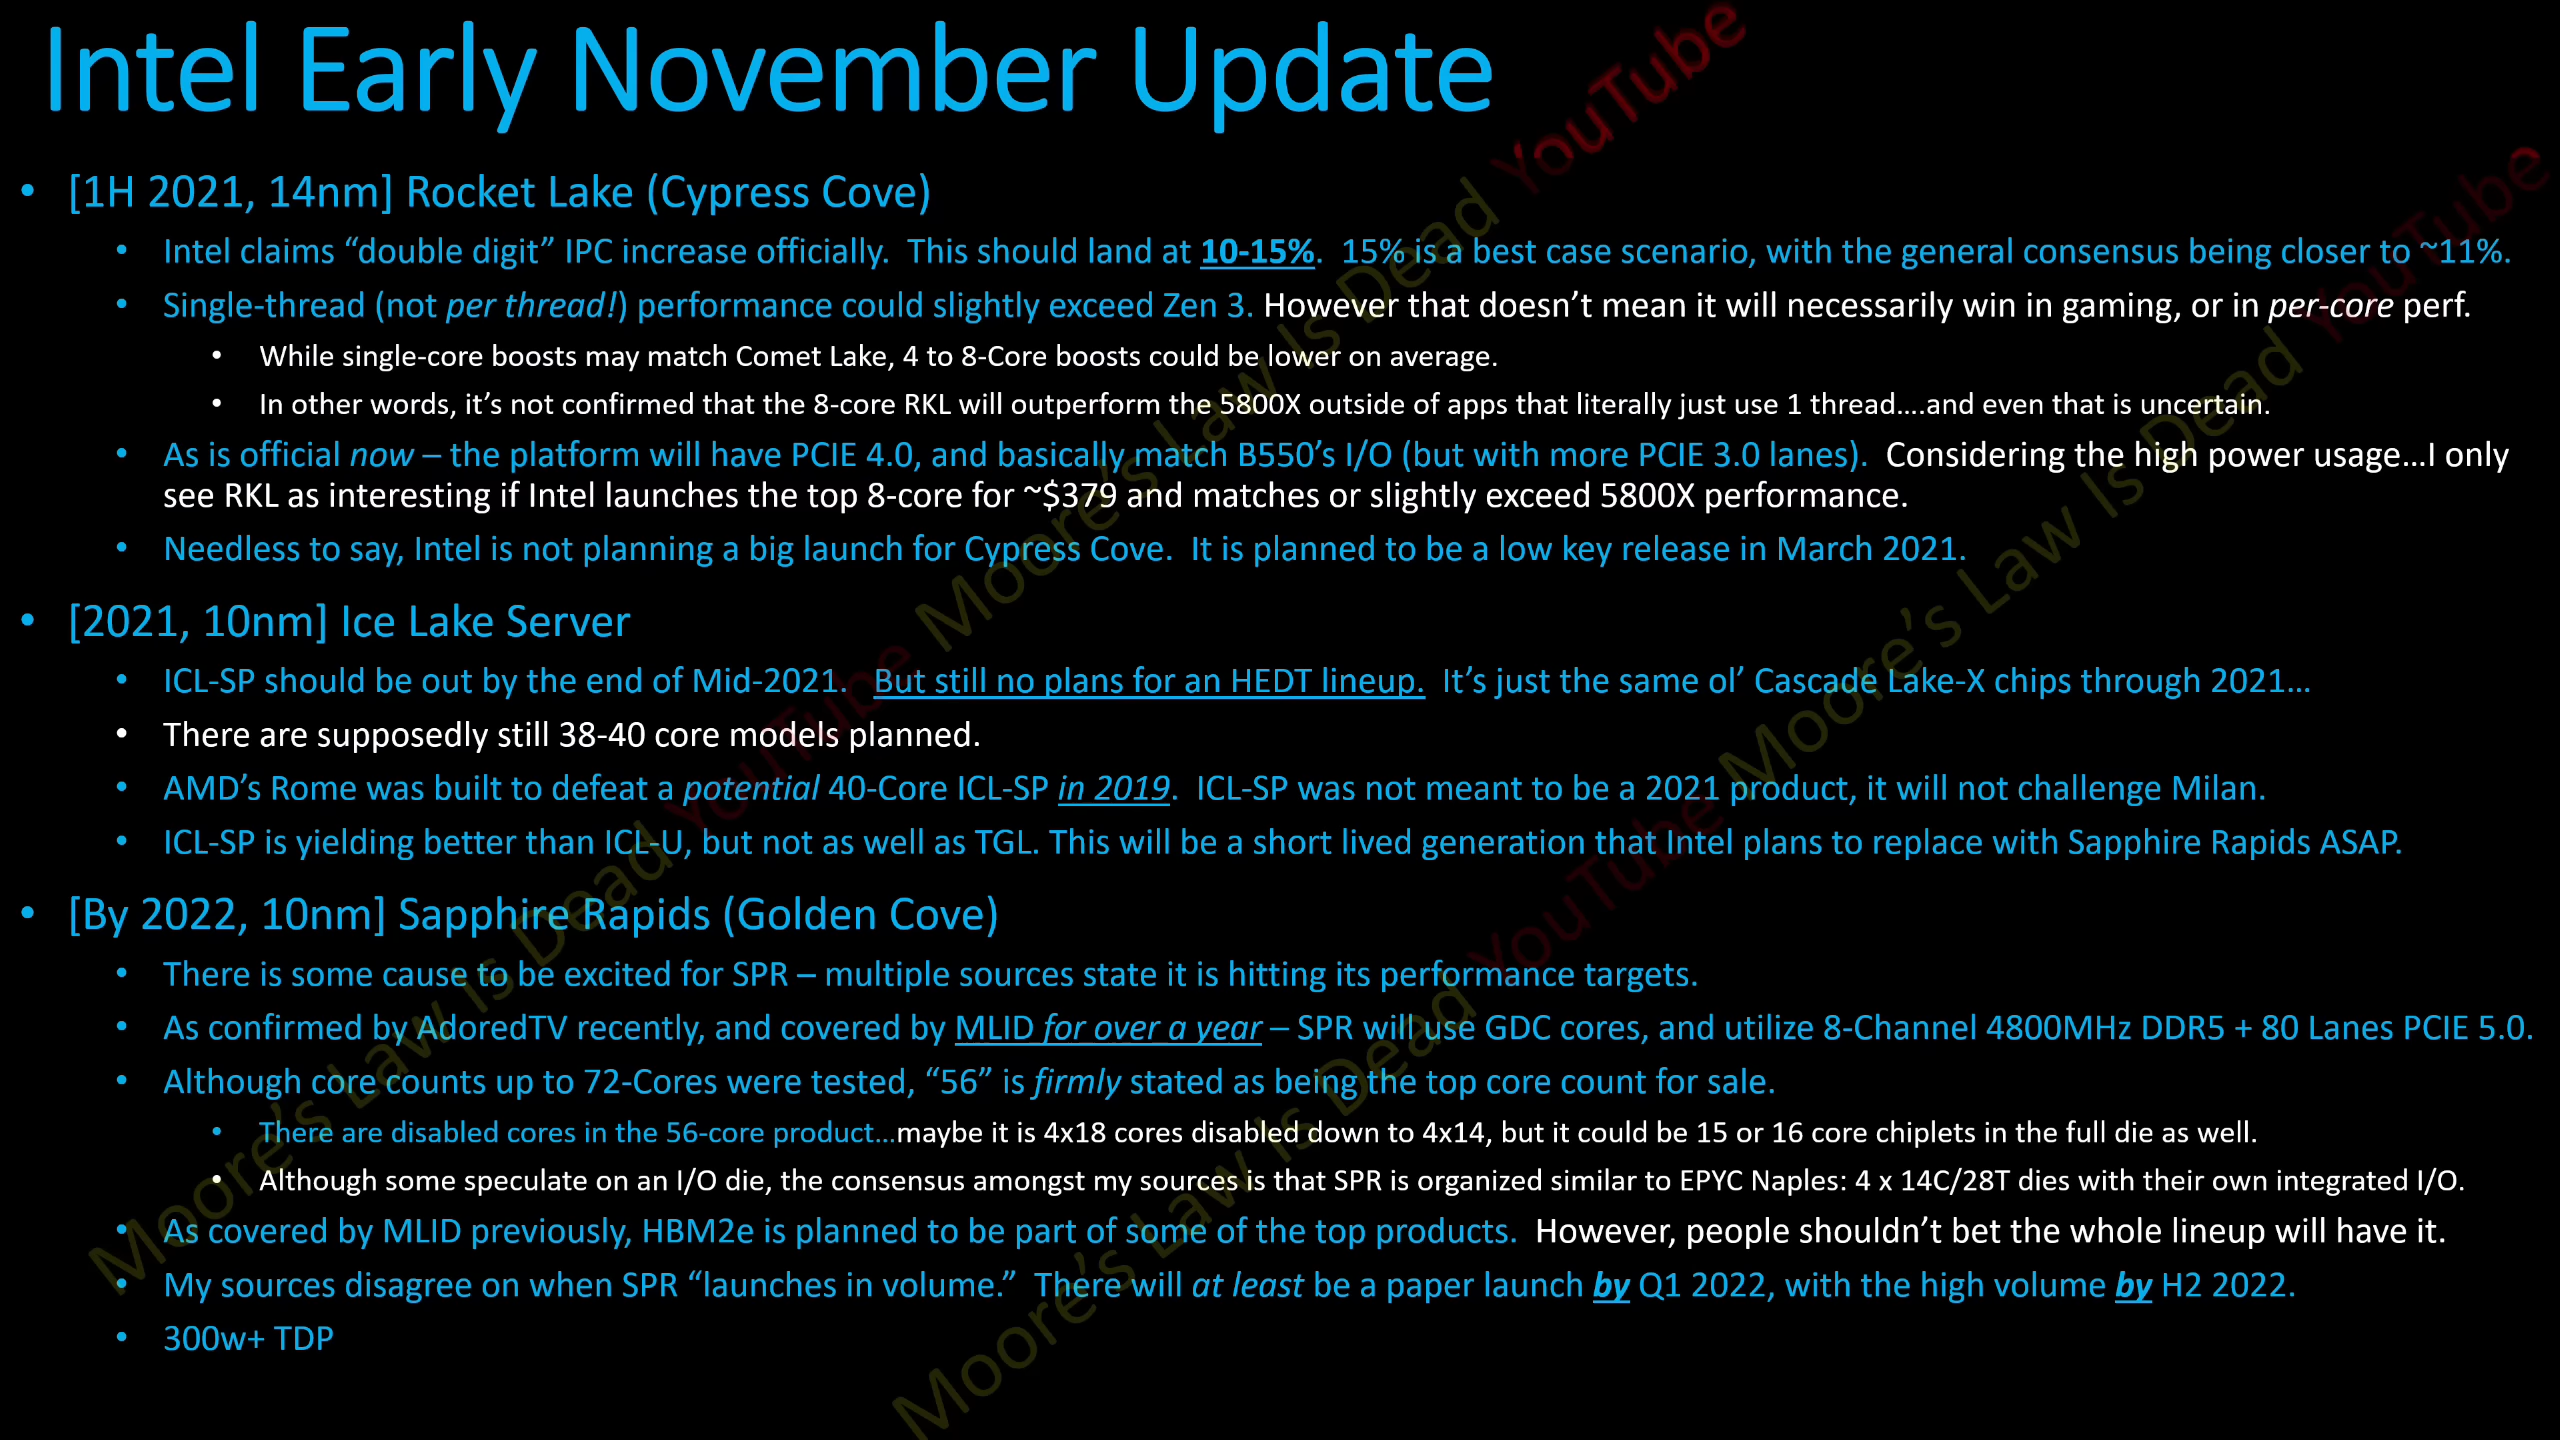 Intel Early November Update
• [1H 2021, 14nm] Rocket Lake (Cypress Cove)
• Intel claims “double digit” IPC increase officially.  This should land at 10-15%.  15% is a best case scenario, with the general consensus being closer to ~11%.
• Single-thread (not per thread!) performance could slightly exceed Zen 3. However that doesn’t mean it will necessarily win in gaming, or in per-core perf.
• While single-core boosts may match Comet Lake, 4 to 8-Core boosts could be lower on average.
• In other words, it’s not confirmed that the 8-core RKL will outperform the 5800X outside of apps that literally just use 1 thread….and even that is uncertain.
• As is official now – the platform will have PCIE 4.0, and basically match B550’s I/O (but with more PCIE 3.0 lanes).  Considering the high power usage…I only
see RKL as interesting if Intel launches the top 8-core for ~$379 and matches or slightly exceed 5800X performance.
• Needless to say, Intel is not planning a big launch for Cypress Cove.  It is planned to be a low key release in March 2021.
• [2021, 10nm] Ice Lake Server
• ICL-SP should be out by the end of Mid-2021.  But still no plans for an HEDT lineup.  It’s just the same ol’ Cascade Lake-X chips through 2021…
• There are supposedly still 38-40 core models planned.
• AMD’s Rome was built to defeat a potential 40-Core ICL-SP in 2019.  ICL-SP was not meant to be a 2021 product, it will not challenge Milan.
• ICL-SP is yielding better than ICL-U, but not as well as TGL. This will be a short lived generation that Intel plans to replace with Sapphire Rapids ASAP.
• [By 2022, 10nm] Sapphire Rapids (Golden Cove)
• There is some cause to be excited for SPR – multiple sources state it is hitting its performance targets.
• As confirmed by AdoredTV recently, and covered by MLID for over a year – SPR will use GDC cores, and utilize 8-Channel 4800MHz DDR5 + 80 Lanes PCIE 5.0.
• Although core counts up to 72-Cores were tested, “56” is firmly stated as being the top core count for sale.
• There are disabled cores in the 56-core product…maybe it is 4x18 cores disabled down to 4x14, but it could be 15 or 16 core chiplets in the full die as well.
• Although some speculate on an I/O die, the consensus amongst my sources is that SPR is organized similar to EPYC Naples: 4 x 14C/28T dies with their own integrated I/O.
• As covered by MLID previously, HBM2e is planned to be part of some of the top products.  However, people shouldn’t bet the whole lineup will have it.
• My sources disagree on when SPR “launches in volume.”  There will at least be a paper launch by Q1 2022, with the high volume by H2 2022.
• 300w+ TDP
Moore’s Law Is Dead YouTube Moore’s Law Is Dead YouTube
Moore’s Law Is Dead YouTube Moore’s Law Is Dead YouTube